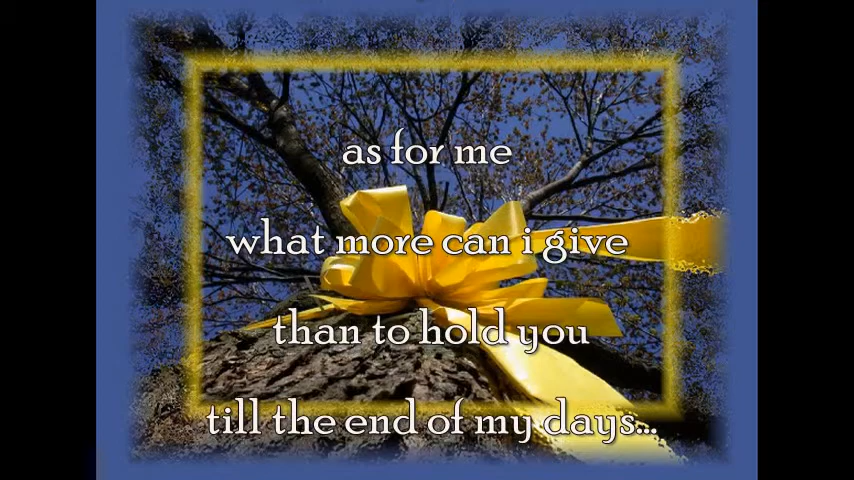 as for me
what more can i give
than to hold you
till the end of my days...